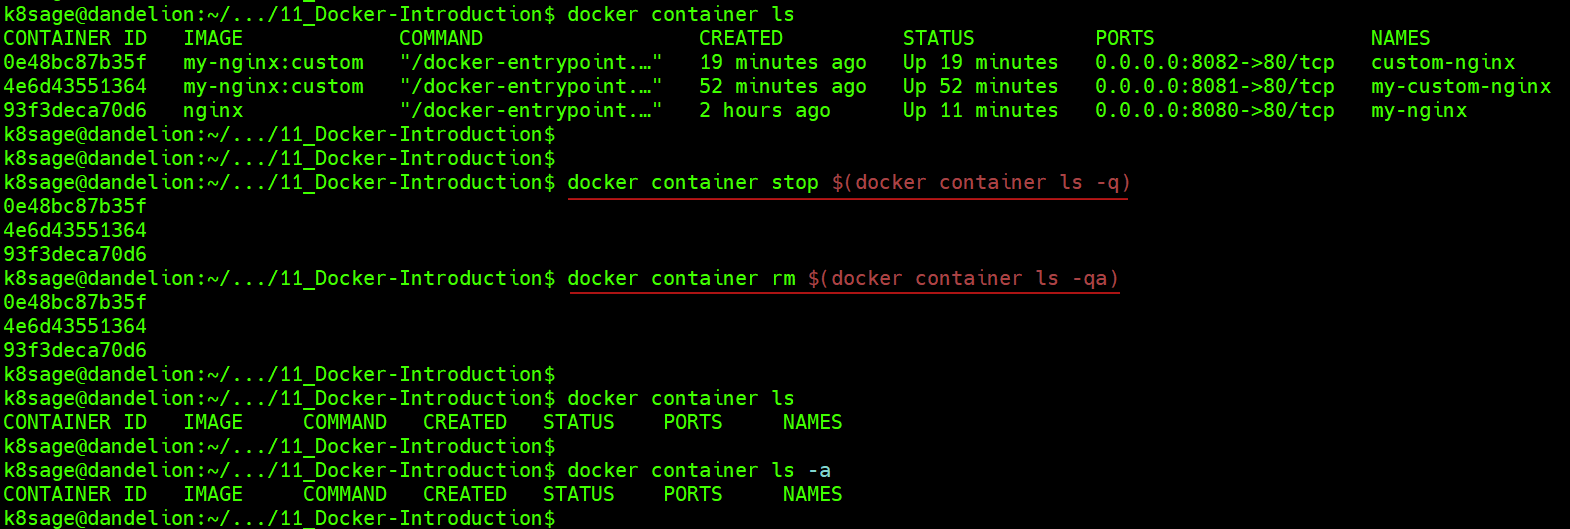 k8sage@dandelion:~/.../11_Docker-Introduction$ docker container ls
CONTAINER ID   IMAGE             COMMAND                  CREATED          STATUS          PORTS                  NAMES
0e48bc87b35f   my-nginx:custom   "/docker-entrypoint.…"   19 minutes ago   Up 19 minutes   0.0.0.0:8082->80/tcp   custom-nginx
4e6d43551364   my-nginx:custom   "/docker-entrypoint.…"   52 minutes ago   Up 52 minutes   0.0.0.0:8081->80/tcp   my-custom-nginx
93f3deca70d6   nginx             "/docker-entrypoint.…"   2 hours ago      Up 11 minutes   0.0.0.0:8080->80/tcp   my-nginx
k8sage@dandelion:~/.../11_Docker-Introduction$
k8sage@dandelion:~/.../11_Docker-Introduction$
k8sage@dandelion:~/.../11_Docker-Introduction$ docker container stop $(docker container ls -q)
0e48bc87b35f
4e6d43551364
93f3deca70d6
k8sage@dandelion:~/.../11_Docker-Introduction$ docker container rm $(docker container ls -qa)
0e48bc87b35f
4e6d43551364
93f3deca70d6
k8sage@dandelion:~/.../11_Docker-Introduction$
k8sage@dandelion:~/.../11_Docker-Introduction$ docker container ls
CONTAINER ID   IMAGE     COMMAND   CREATED   STATUS    PORTS     NAMES
k8sage@dandelion:~/.../11_Docker-Introduction$
k8sage@dandelion:~/.../11_Docker-Introduction$ docker container ls -a
CONTAINER ID   IMAGE     COMMAND   CREATED   STATUS    PORTS     NAMES
k8sage@dandelion:~/.../11_Docker-Introduction$